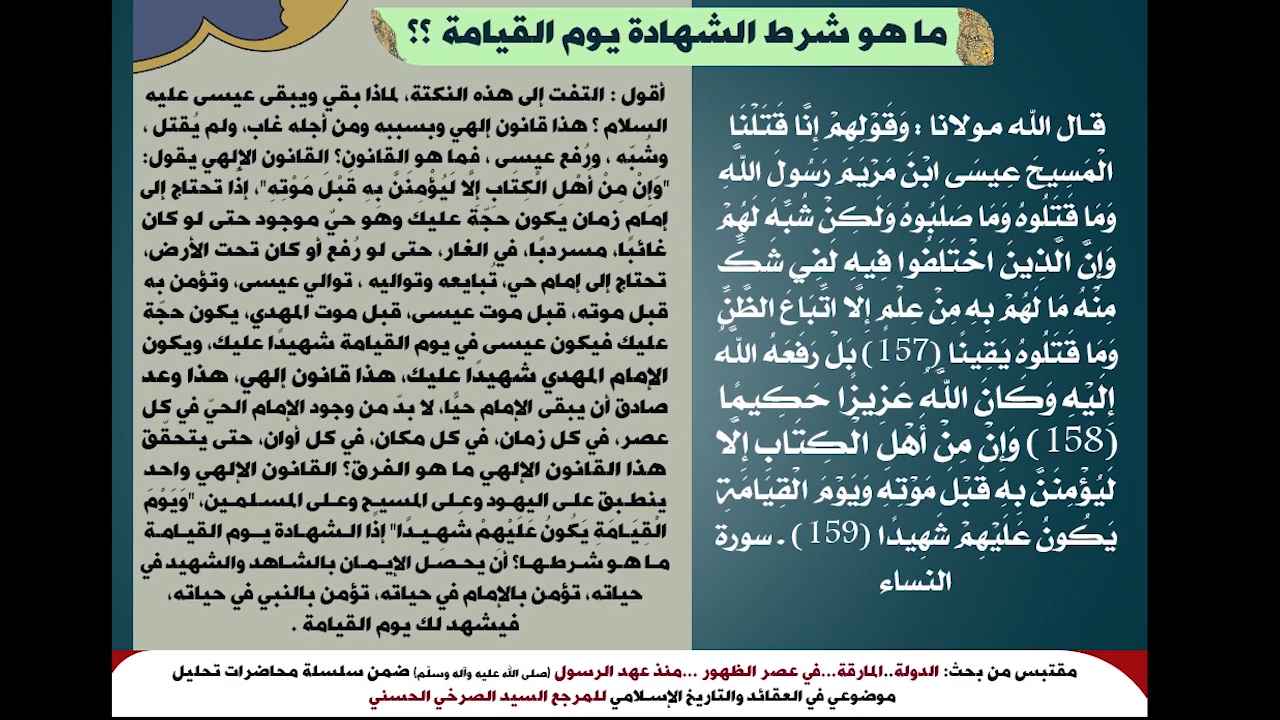 ما هو شرط الشهادة يوم القيامة ؟؟
قال الله مولانا : وَقَوْلِهِمْ إِنَّا قَتَلْنَا
الْمَسِيحَ عِيسَى ابْنَ مَرْيَمَ رَسُولَ اللَّهِ
وَمَا قَتَلُوهُ وَمَا صَلَبُوهُ وَلَكِنْ شُبِّهَ لَهُمْ
وَإِنَّ الَّذِينَ اخْتَلَفُوا فِيهِ لَفِي شَكٍّ
مِنْهُ مَا لَهُمْ بِهِ مِنْ عِلْمٍ إِلَّا اتِّبَاعَ الظَّنِّ
وَمَا قَتَلُوهُ يَقِينًا (157) بَلْ رَفَعَهُ اللَّهُ
إِلَيْهِ وَكَانَ اللَّهُ عَزِيزًا حَكِيمًا
(158) وَإِنْ مِنْ أَهْلِ الْكِتَابِ إِلَّا
لَيُؤْمِنَنَّ بِهِ قَبْلَ مَوْتِهِ وَيَوْمَ الْقِيَامَةِ
يَكُونُ عَلَيْهِمْ شَهِيدًا (159) . سورة
النساء
أقول : التفت إلى هذه النكتة، لماذا بقي ويبقى عيسى عليه
السلام ؟ هذا قانون إلهي وبسببه ومن أجله غاب، ولم يُقتل ،
وشُبّه ، ورُفع عيسى ، فما هو القانون؟ القانون الإلهي يقول:
"وَإِنْ مِنْ أَهْلِ الْكِتَابِ إِلَّا لَيُؤْمِنَنَّ بِهِ قَبْلَ مَوْتِهِ"، إذًا تحتاج إلى
إمام زمان يَكون حَجّة عليك وهو حيّ موجود حتى لو كان
غائبًا، مسردبًا، في الغار، حتى لو رُفع أو كان تحت الأرض،
تحتاج إلى إمام حي، تُبايعه وتواليه ، توالي عيسى، وتؤمن به
قبل موته، قبل موت عيسى، قبل موت المهدي، يكون حجّة
عليك فيكون عيسى في يوم القيامة شهيدًا عليك، ويكون
الإمام المهدي شهيدًا عليك، هذا قانون إلهي، هذا وعد
صادق أن يبقى الإمام حيًّا، لا بدّ من وجود الإمام الحيّ في كل
عصر، في كل زمان، في كل مكان، في كل أوان، حتى يتحقّق
هذا القانون الإلهي ما هو الفرق؟ القانون الإلهي واحد
ينطبق على اليهود وعلى المسيح وعلى المسلمين، "وَيَوْمَ
الْقِيَامَةِ يَكُونُ عَلَيْهِمْ شَهِيدًا" إذًا الشهادة يوم القيامة
ما هو شرطها؟ أن يحصل الإيمان بالشاهد والشهيد في
حياته، تؤمن بالإمام في حياته، تؤمن بالنبي في حياته،
فيشهد لك يوم القيامة .
مقتبس من بحث: الدولة..المارقة...في عصر الظهور ...منذ عهد الرسول (صلى الله عليه وآله وسلّم) ضمن سلسلة محاضرات تحليل
موضوعي في العقائد والتاريخ الإسلامي للمرجع السيد الصرخي الحسني